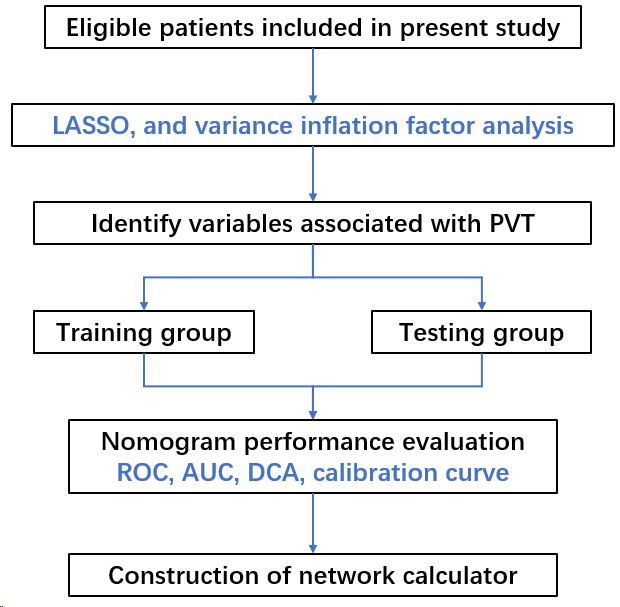 Eligible patients included in present study
LASSO, and variance inflation factor analysis
Identify variables associated with PVT
Training group
Testing group
Nomogram performance evaluation
ROC, AUC, DCA, calibration curve
Construction of network calculator